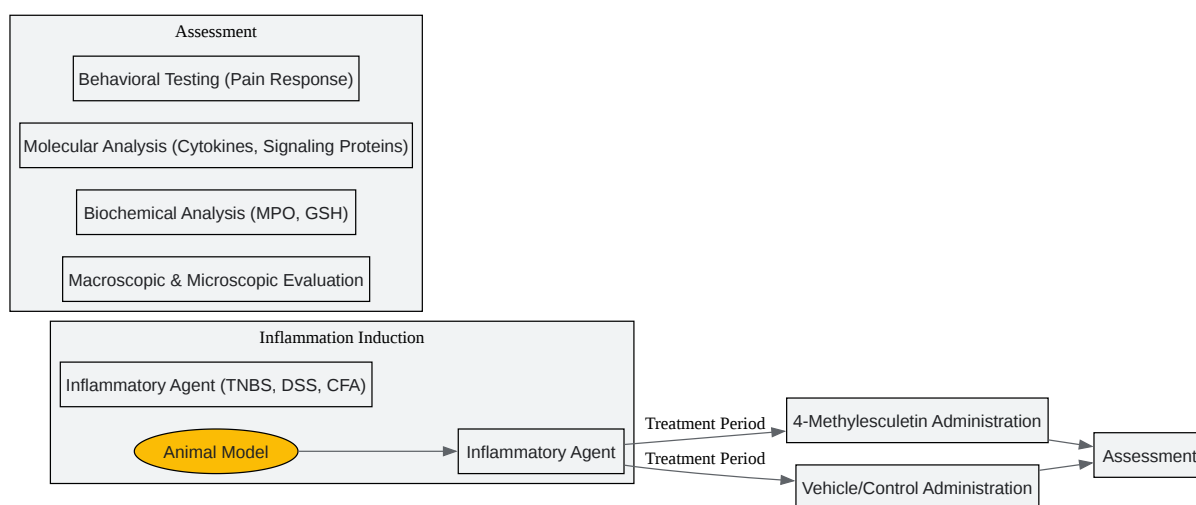 Assessment
Behavioral Testing (Pain Response)
Molecular Analysis (Cytokines, Signaling Proteins)
Biochemical Analysis (MPO, GSH)
Macroscopic & Microscopic Evaluation
Inflammation Induction
Inflammatory Agent (TNBS, DSS, CFA)
Animal Model
Inflammatory Agent
Treatment Period
Treatment Period
4-Methylesculetin Administration
Vehicle/Control Administration
Assessment